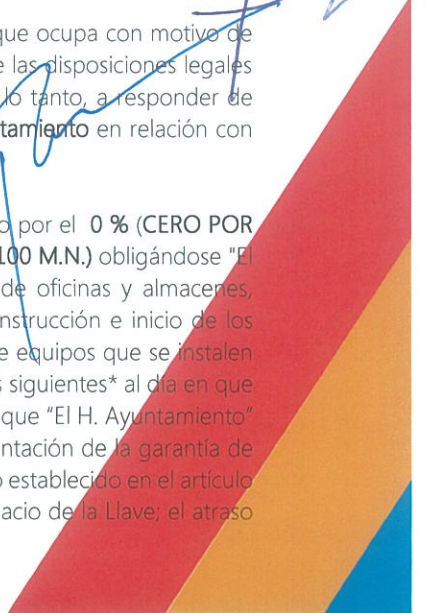 que ocupa con motivo de
e las disposiciones legales
lo tanto, a responder de
tamiento en relación con
o por el 0 % (CERO POR
100 M.N.) obligándose "El
de oficinas y almacenes,
nstrucción e inicio de los
e equipos que se instalen
s siguientes* al día en que
que "El H. Ayuntamiento"
ntación de la garantía de
o establecido en el artículo
acio de la Llave; el atraso